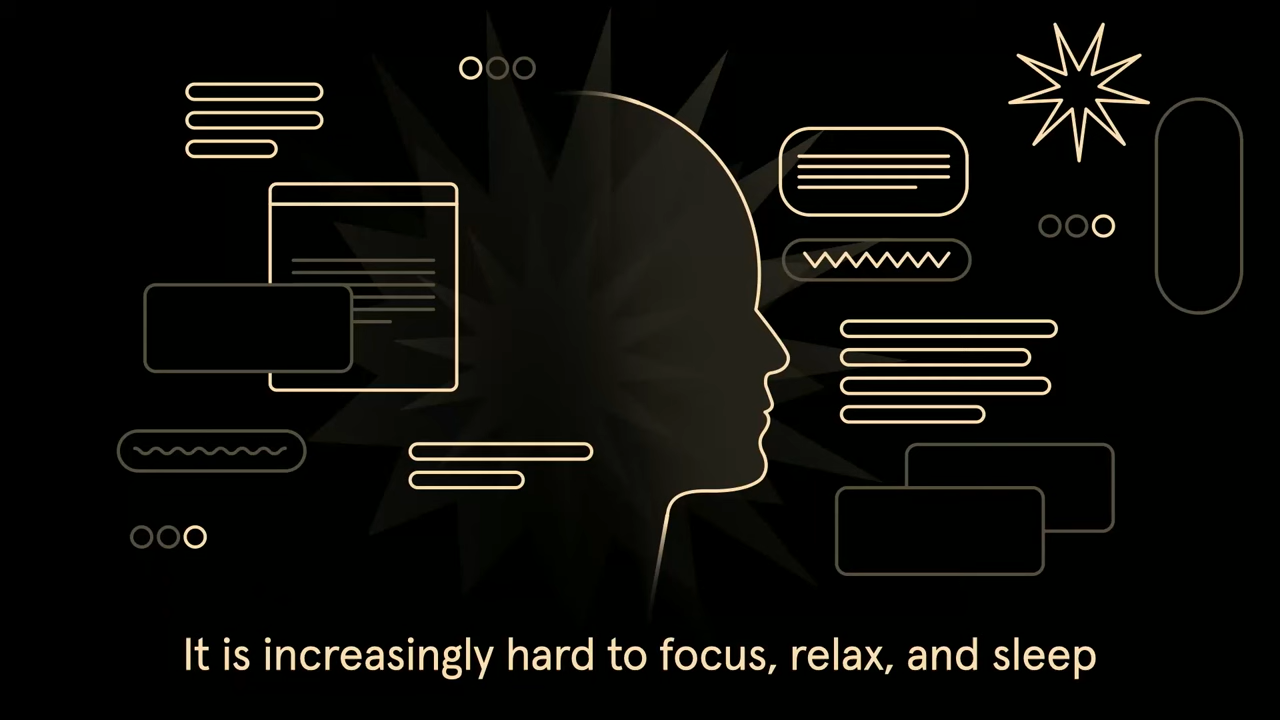 It is increasingly hard to focus, relax, and sleep